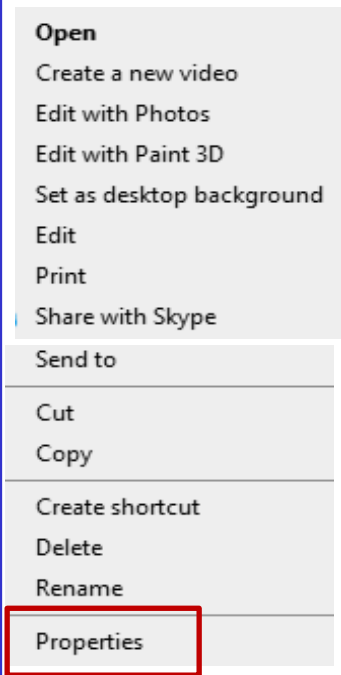 Open
Create a new video
Edit with Photos
Edit with Paint 3D
Set as desktop background
Edit
Print
Share with Skype
Send to
Cut
Copy
Create shortcut
Delete
Rename
Properties